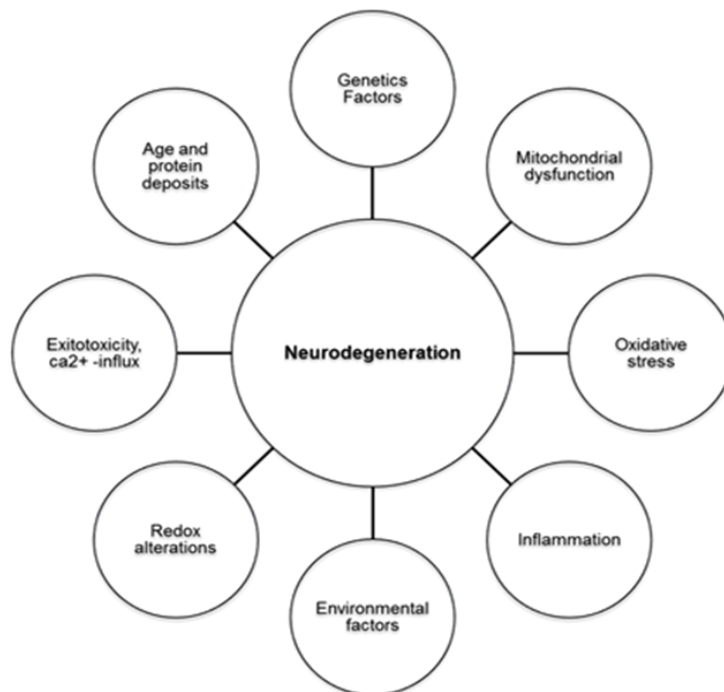 Genetics
Factors
Mitochondrial
dysfunction
Oxidative
stress
Inflammation
Environmental
factors
Redox
alterations
Exitotoxicity,
ca2+ -influx
Age and
protein
deposits
Neurodegeneration